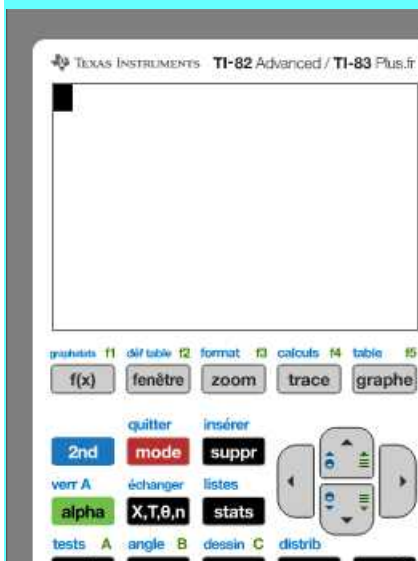 TEXAS INSTRUMENTS TI-82 Advanced / TI-83 Plus.fr
graphstats f1 déf table f2 format f3 calculs f4 table f5
f(x) fenêtre zoom trace graphe
quitter insérer
2nd mode suppr
verr A échanger listes
alpha X,T,θ,n stats
tests A angle B dessin C distrib